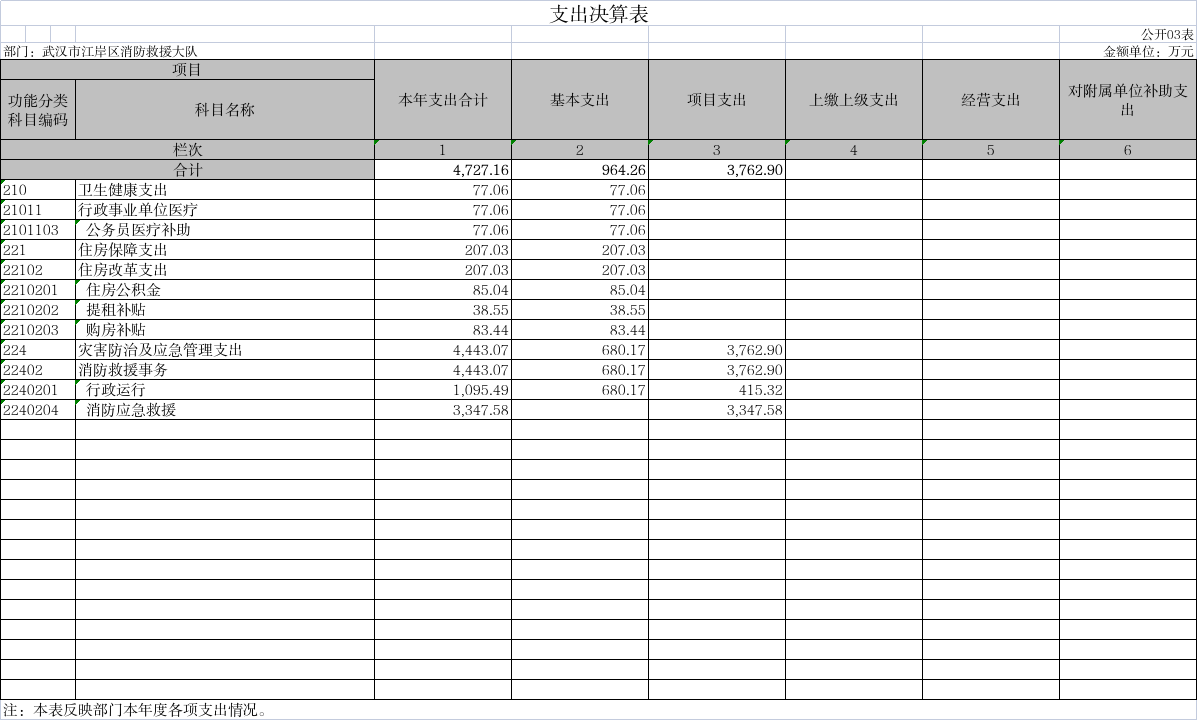 支出决算表
公开03表
部门：武汉市江岸区消防救援大队 金额单位：万元
项目
功能分类科目编码 科目名称 本年支出合计 基本支出 项目支出 上缴上级支出 经营支出 对附属单位补助支出
栏次 1 2 3 4 5 6
合计 4,727.16 964.26 3,762.90
210 卫生健康支出 77.06 77.06
21011 行政事业单位医疗 77.06 77.06
2101103 公务员医疗补助 77.06 77.06
221 住房保障支出 207.03 207.03
22102 住房改革支出 207.03 207.03
2210201 住房公积金 85.04 85.04
2210202 提租补贴 38.55 38.55
2210203 购房补贴 83.44 83.44
224 灾害防治及应急管理支出 4,443.07 680.17 3,762.90
22402 消防救援事务 4,443.07 680.17 3,762.90
2240201 行政运行 1,095.49 680.17 415.32
2240204 消防应急救援 3,347.58 3,347.58
注：本表反映部门本年度各项支出情况。